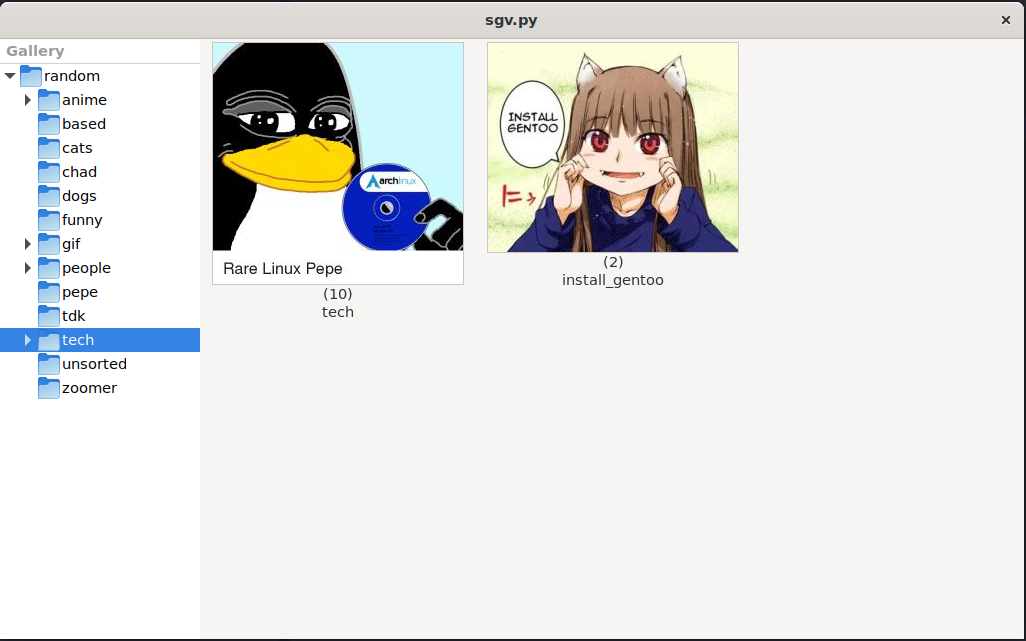 sgv.py
Gallery
random
anime
based
cats
chad
dogs
funny
gif
people
pepe
tdk
tech
unsorted
zoomer
archlinux
Rare Linux Pepe
(10)
tech
INSTALL
GENTOO
(2)
install_gentoo